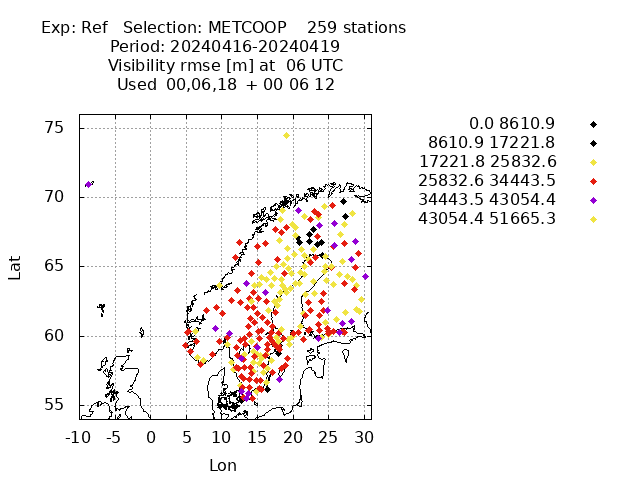 Exp: Ref   Selection: METCOOP    259 stations
Period: 20240416-20240419
Visibility rmse [m] at  06 UTC
Used  00,06,18  + 00 06 12
0.0 8610.9
8610.9 17221.8
17221.8 25832.6
25832.6 34443.5
34443.5 43054.4
43054.4 51665.3
75
70
65
60
55
Lat
-10 -5 0 5 10 15 20 25 30
Lon